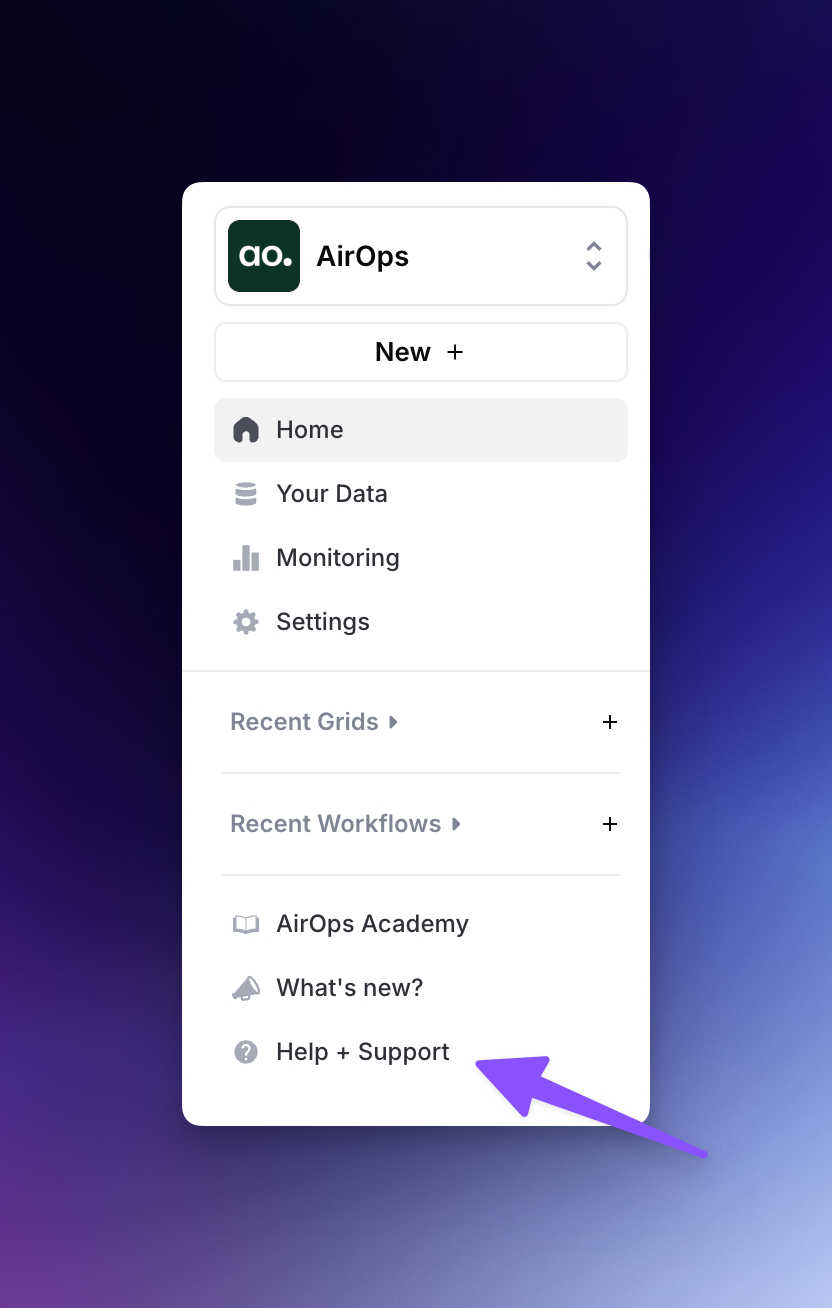 ao.
AirOps
New +
Home
Your Data
Monitoring
Settings
Recent Grids
+
Recent Workflows
+
AirOps Academy
What's new?
? Help + Support